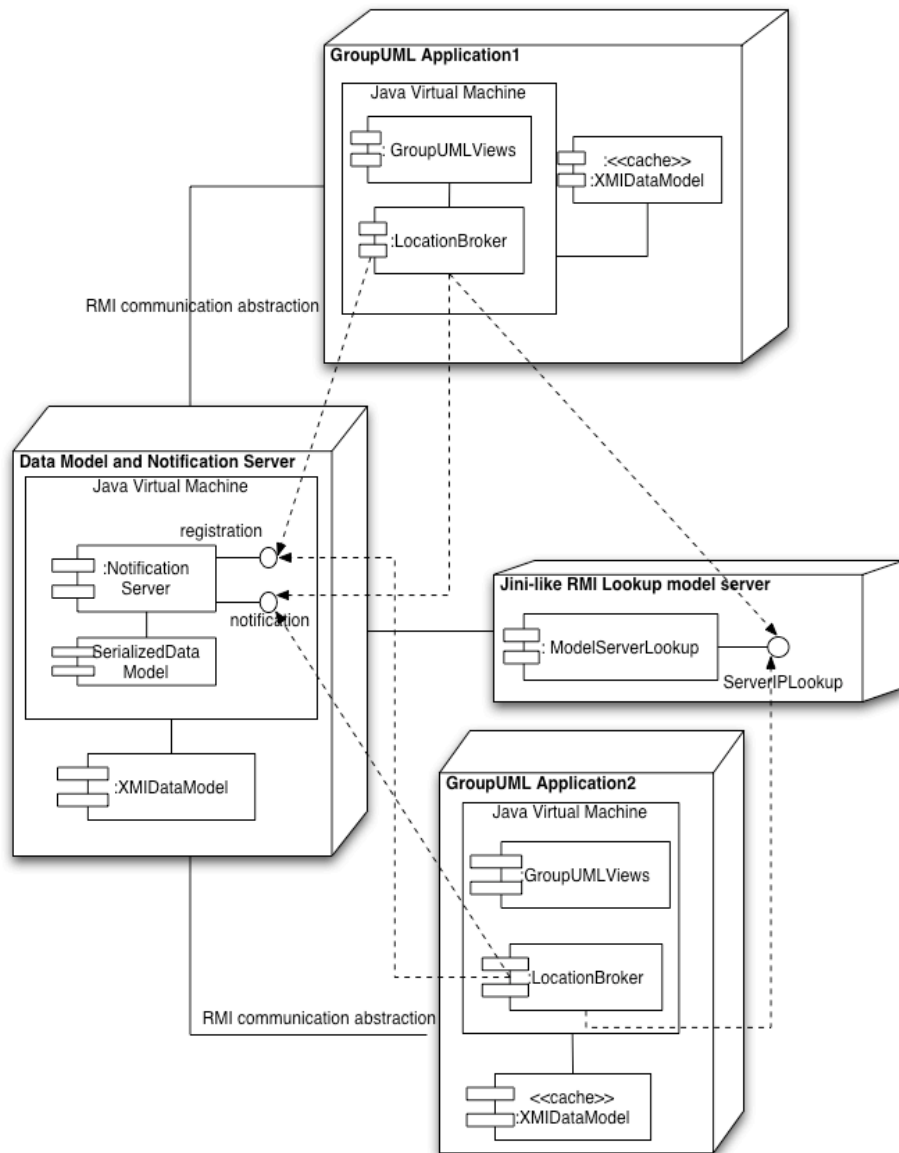 GroupUML Application1
Java Virtual Machine
: GroupUMLViews
:<<cache>>
:XMIDataModel
:LocationBroker
RMI communication abstraction
Data Model and Notification Server
Java Virtual Machine
registration
:Notification
Server
notification
SerializedData
Model
:XMIDataModel
Jini-like RMI Lookup model server
: ModelServerLookup
ServerIPLookup
GroupUML Application2
Java Virtual Machine
:GroupUMLViews
:LocationBroker
RMI communication abstraction
<<cache>>
:XMIDataModel